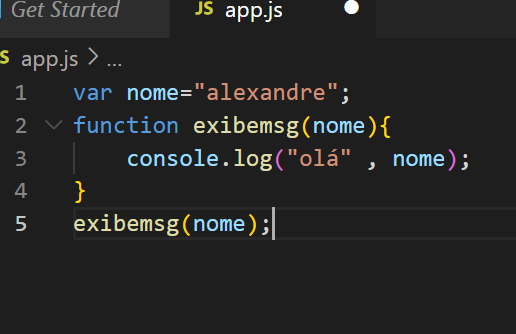 Get Started
JS app.js
S app.js > ...
1 var nome="alexandre";
2 function exibemsg(nome){
3 console.log("olá" , nome);
4 }
5 exibemsg(nome);